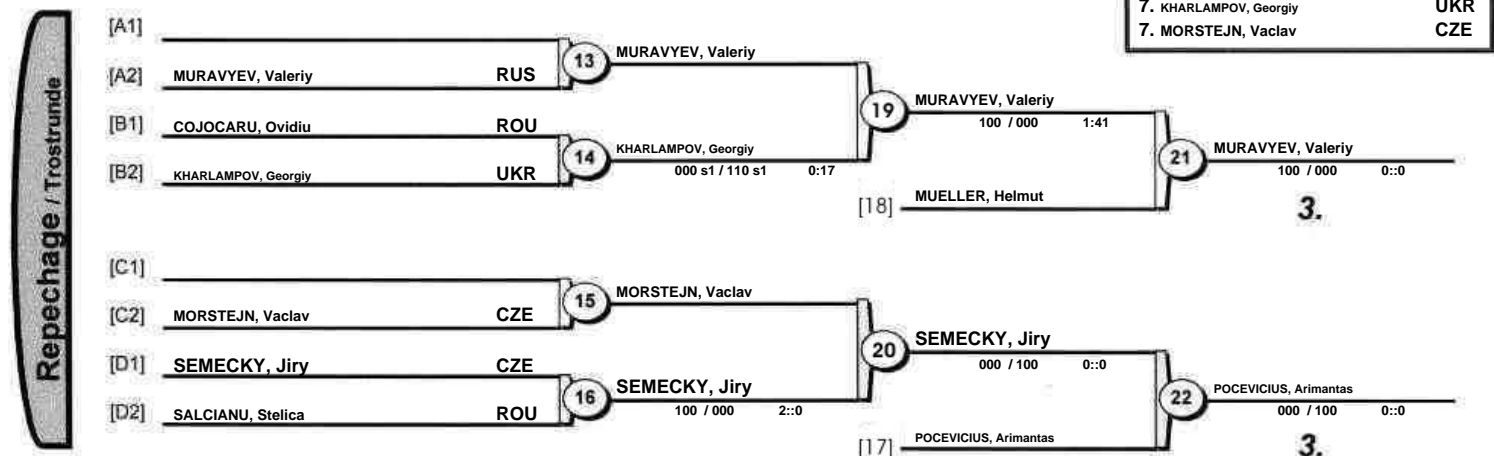 7. KHARLAMPOV, Georgiy UKR
7. MORSTEJN, Vaclav CZE
Repechage / Trostrunde
[A1]
13 MURAVYEV, Valeriy
[A2] MURAVYEV, Valeriy RUS
19 MURAVYEV, Valeriy
100 / 000 1:41
[B1] COJOCARU, Ovidiu ROU
14 KHARLAMPOV, Georgiy
000 s1 / 110 s1 0:17
[B2] KHARLAMPOV, Georgiy UKR
21 MURAVYEV, Valeriy
100 / 000 0::0
[18] MUELLER, Helmut
3.
[C1]
15 MORSTEJN, Vaclav
[C2] MORSTEJN, Vaclav CZE
20 SEMECKY, Jiry
000 / 100 0::0
[D1] SEMECKY, Jiry CZE
16 SEMECKY, Jiry
100 / 000 2::0
[D2] SALCIANU, Stelica ROU
22 POCEVICIUS, Arimantas
000 / 100 0::0
[17] POCEVICIUS, Arimantas
3.